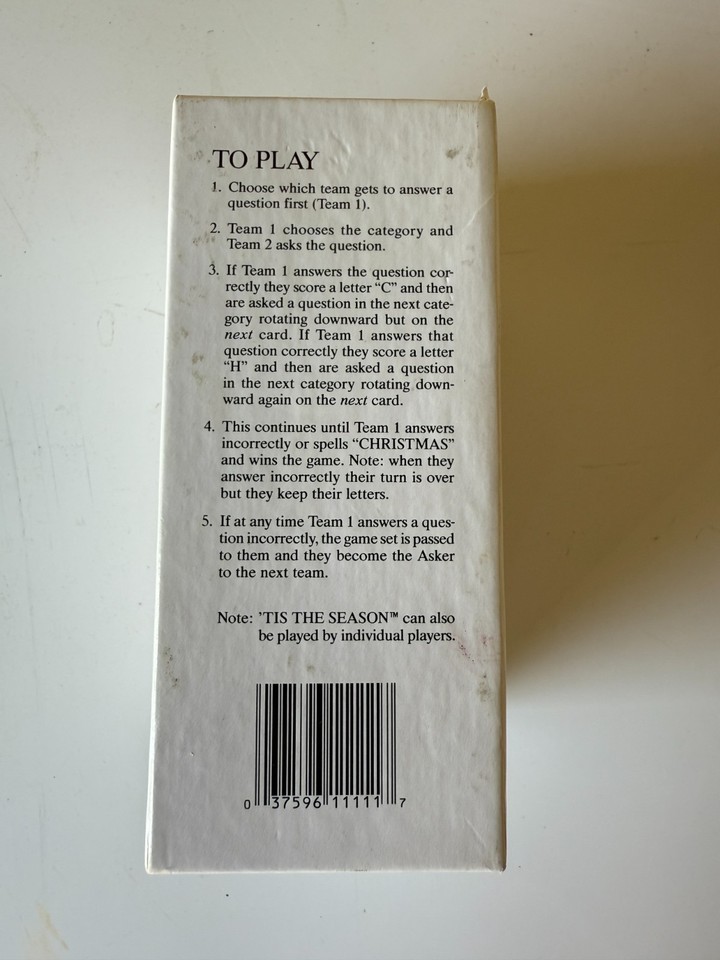 TO PLAY
1. Choose which team gets to answer a
question first (Team 1).
2. Team 1 chooses the category and
Team 2 asks the question.
3. If Team 1 answers the question cor-
rectly they score a letter “C” and then
are asked a question in the next cate-
gory rotating downward but on the
next card. If Team 1 answers that
question correctly they score a letter
“H” and then are asked a question
in the next category rotating down-
ward again on the next card.
4. This continues until Team 1 answers
incorrectly or spells “CHRISTMAS”
and wins the game. Note: when they
answer incorrectly their turn is over
but they keep their letters.
5. If at any time Team 1 answers a ques-
tion incorrectly, the game set is passed
to them and they become the Asker
to the next team.
Note: ’TIS THE SEASON™ can also
be played by individual players.
0 37596 11111 7